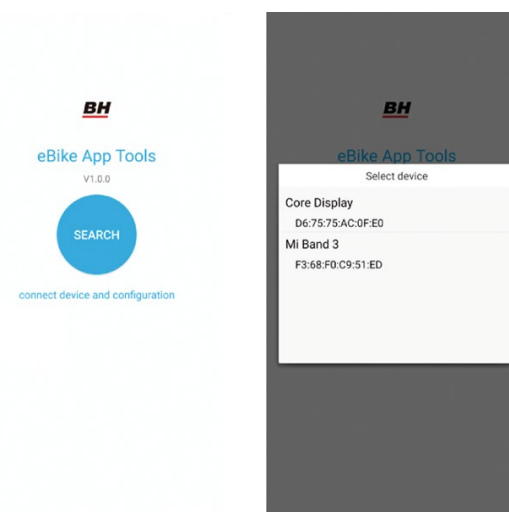 BH
eBike App Tools
V1.0.0
SEARCH
connect device and configuration
BH
eBike App Tools
Select device
Core Display
D6:75:75:AC:0F:E0
Mi Band 3
F3:68:F0:C9:51:ED